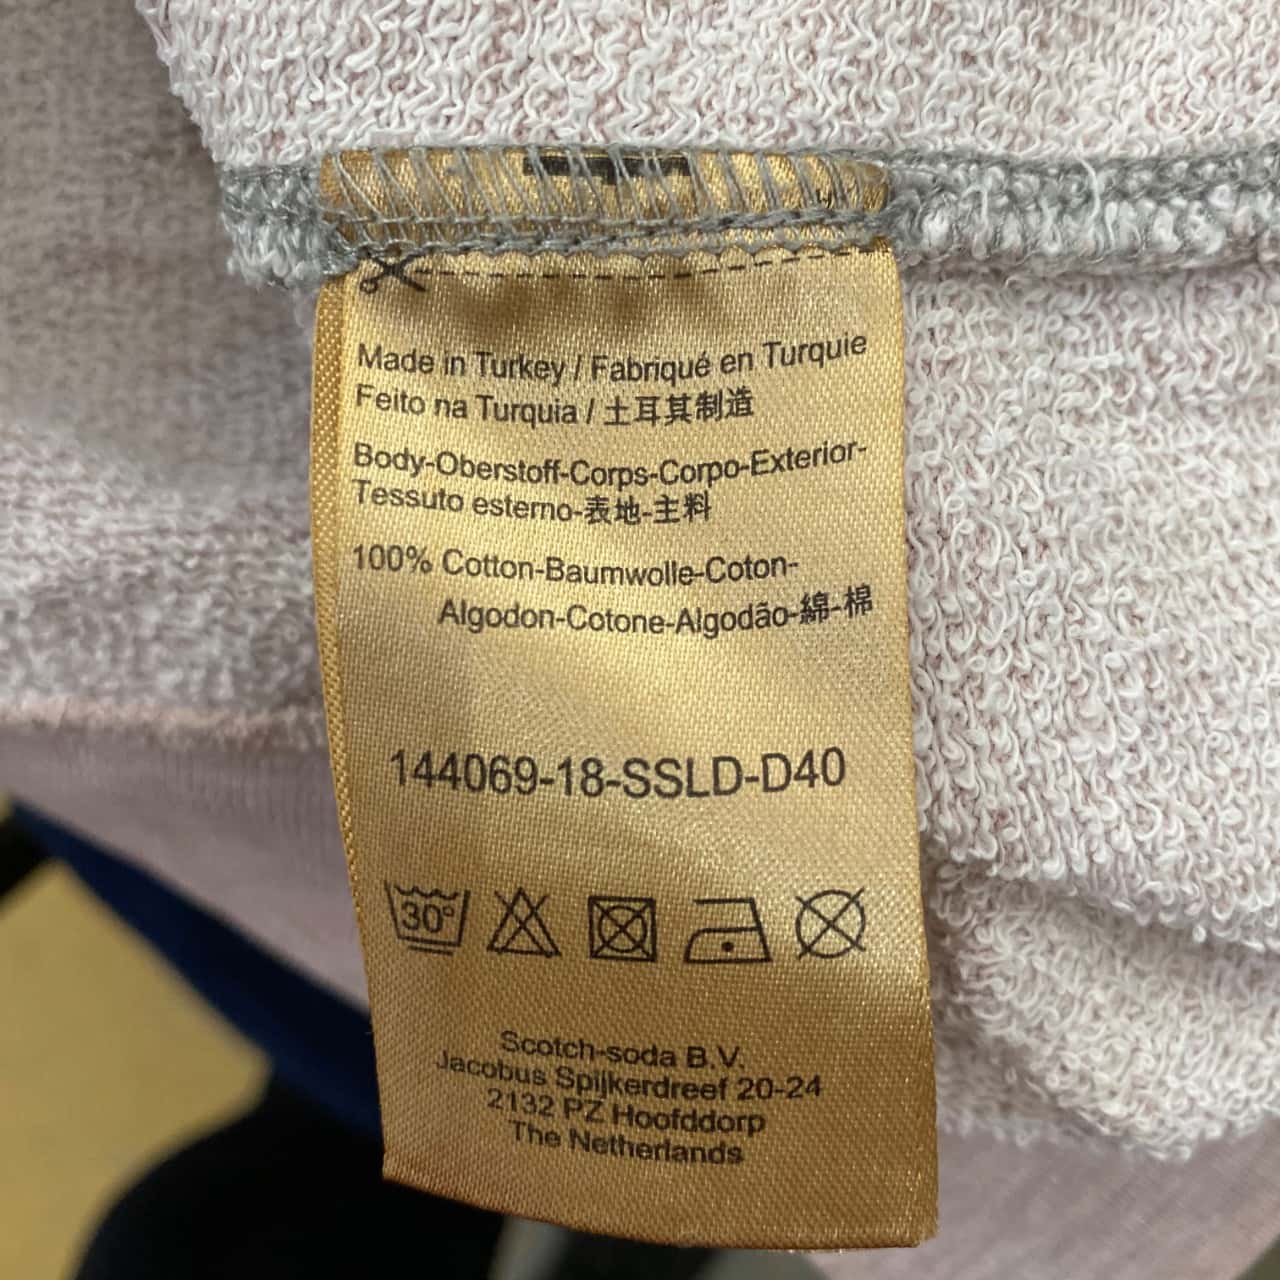 Made in Turkey / Fabriqué en Turquie
Feito na Turquia / 土耳其制造
Body-Oberstoff-Corps-Corpo-Exterior-
Tessuto esterno-表地-主料
100% Cotton-Baumwolle-Coton-
Algodon-Cotone-Algodão-綿-棉
144069-18-SSLD-D40
30°
Scotch-soda B.V.
Jacobus Spijkerdreef 20-24
2132 PZ Hoofddorp
The Netherlands